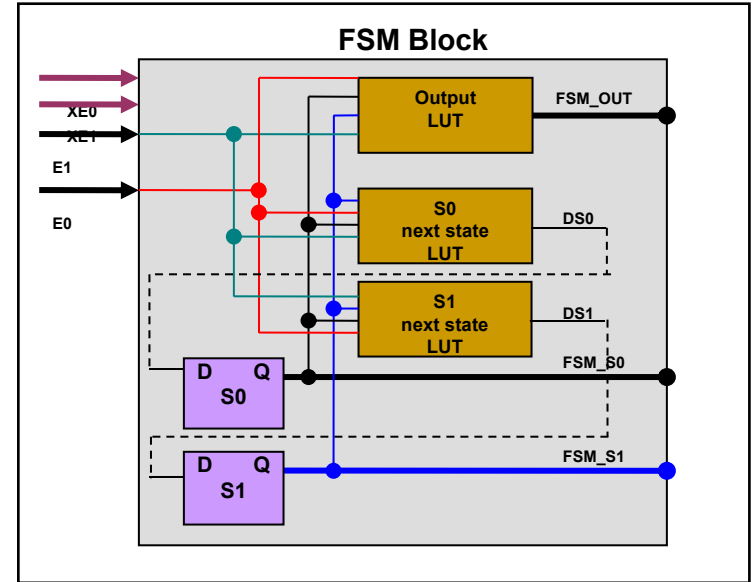 FSM Block
XE0
XE1
E1
E0
Output
LUT
FSM_OUT
S0
next state
LUT
DS0
S1
next state
LUT
DS1
D Q
S0
FSM_S0
D Q
S1
FSM_S1